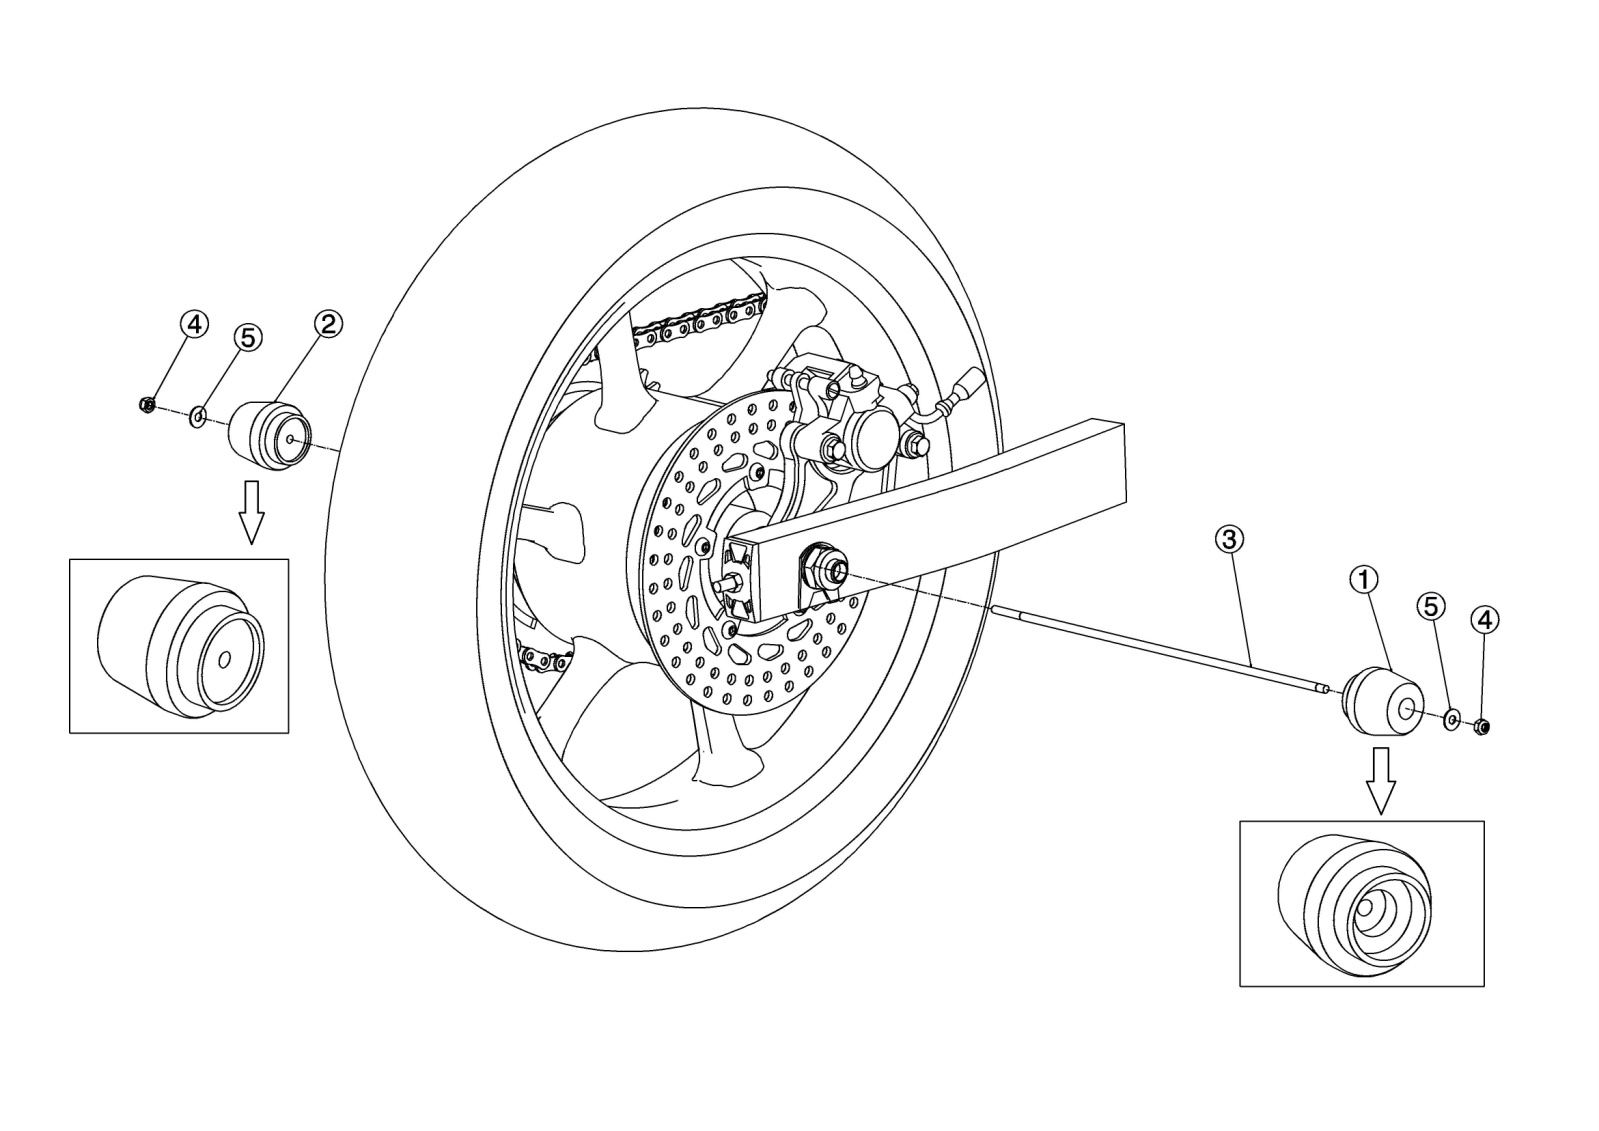 ④ ⑤ ②
③
① ⑤ ④